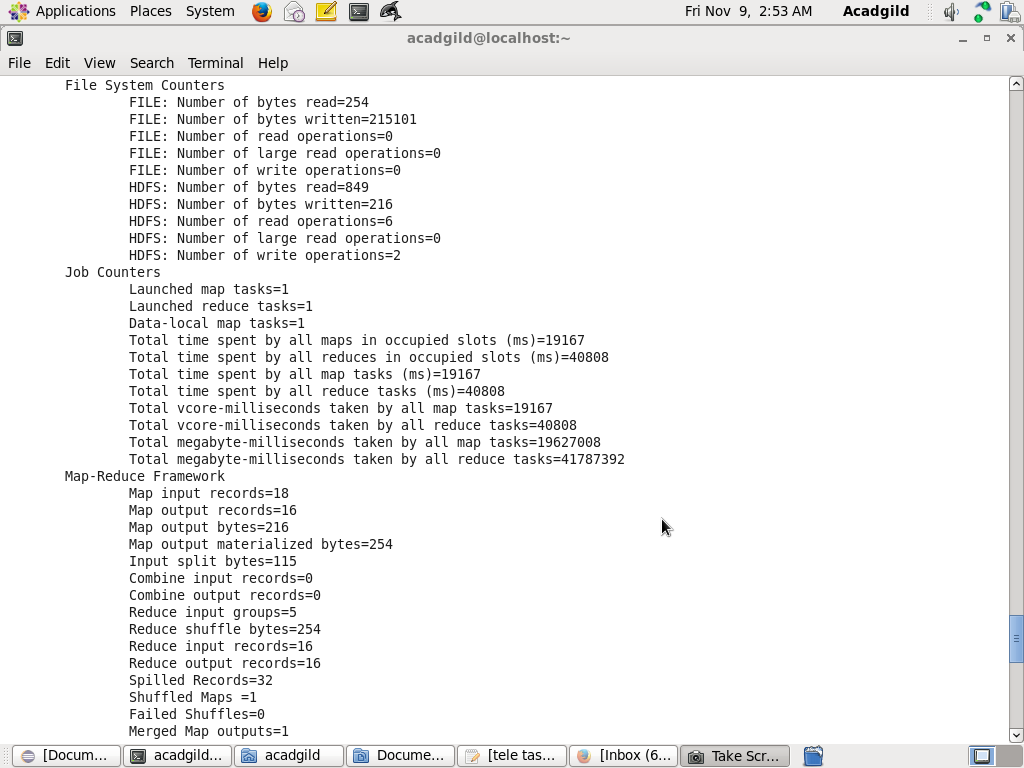 Applications Places System Fri Nov 9, 2:53 AM Acadgild
acadgild@localhost:~
File Edit View Search Terminal Help
File System Counters
FILE: Number of bytes read=254
FILE: Number of bytes written=215101
FILE: Number of read operations=0
FILE: Number of large read operations=0
FILE: Number of write operations=0
HDFS: Number of bytes read=849
HDFS: Number of bytes written=216
HDFS: Number of read operations=6
HDFS: Number of large read operations=0
HDFS: Number of write operations=2
Job Counters
Launched map tasks=1
Launched reduce tasks=1
Data-local map tasks=1
Total time spent by all maps in occupied slots (ms)=19167
Total time spent by all reduces in occupied slots (ms)=40808
Total time spent by all map tasks (ms)=19167
Total time spent by all reduce tasks (ms)=40808
Total vcore-milliseconds taken by all map tasks=19167
Total vcore-milliseconds taken by all reduce tasks=40808
Total megabyte-milliseconds taken by all map tasks=19627008
Total megabyte-milliseconds taken by all reduce tasks=41787392
Map-Reduce Framework
Map input records=18
Map output records=16
Map output bytes=216
Map output materialized bytes=254
Input split bytes=115
Combine input records=0
Combine output records=0
Reduce input groups=5
Reduce shuffle bytes=254
Reduce input records=16
Reduce output records=16
Spilled Records=32
Shuffled Maps =1
Failed Shuffles=0
Merged Map outputs=1
[Docum... acadgild... acadgild Docume... [tele tas... [Inbox (6... Take Scr...